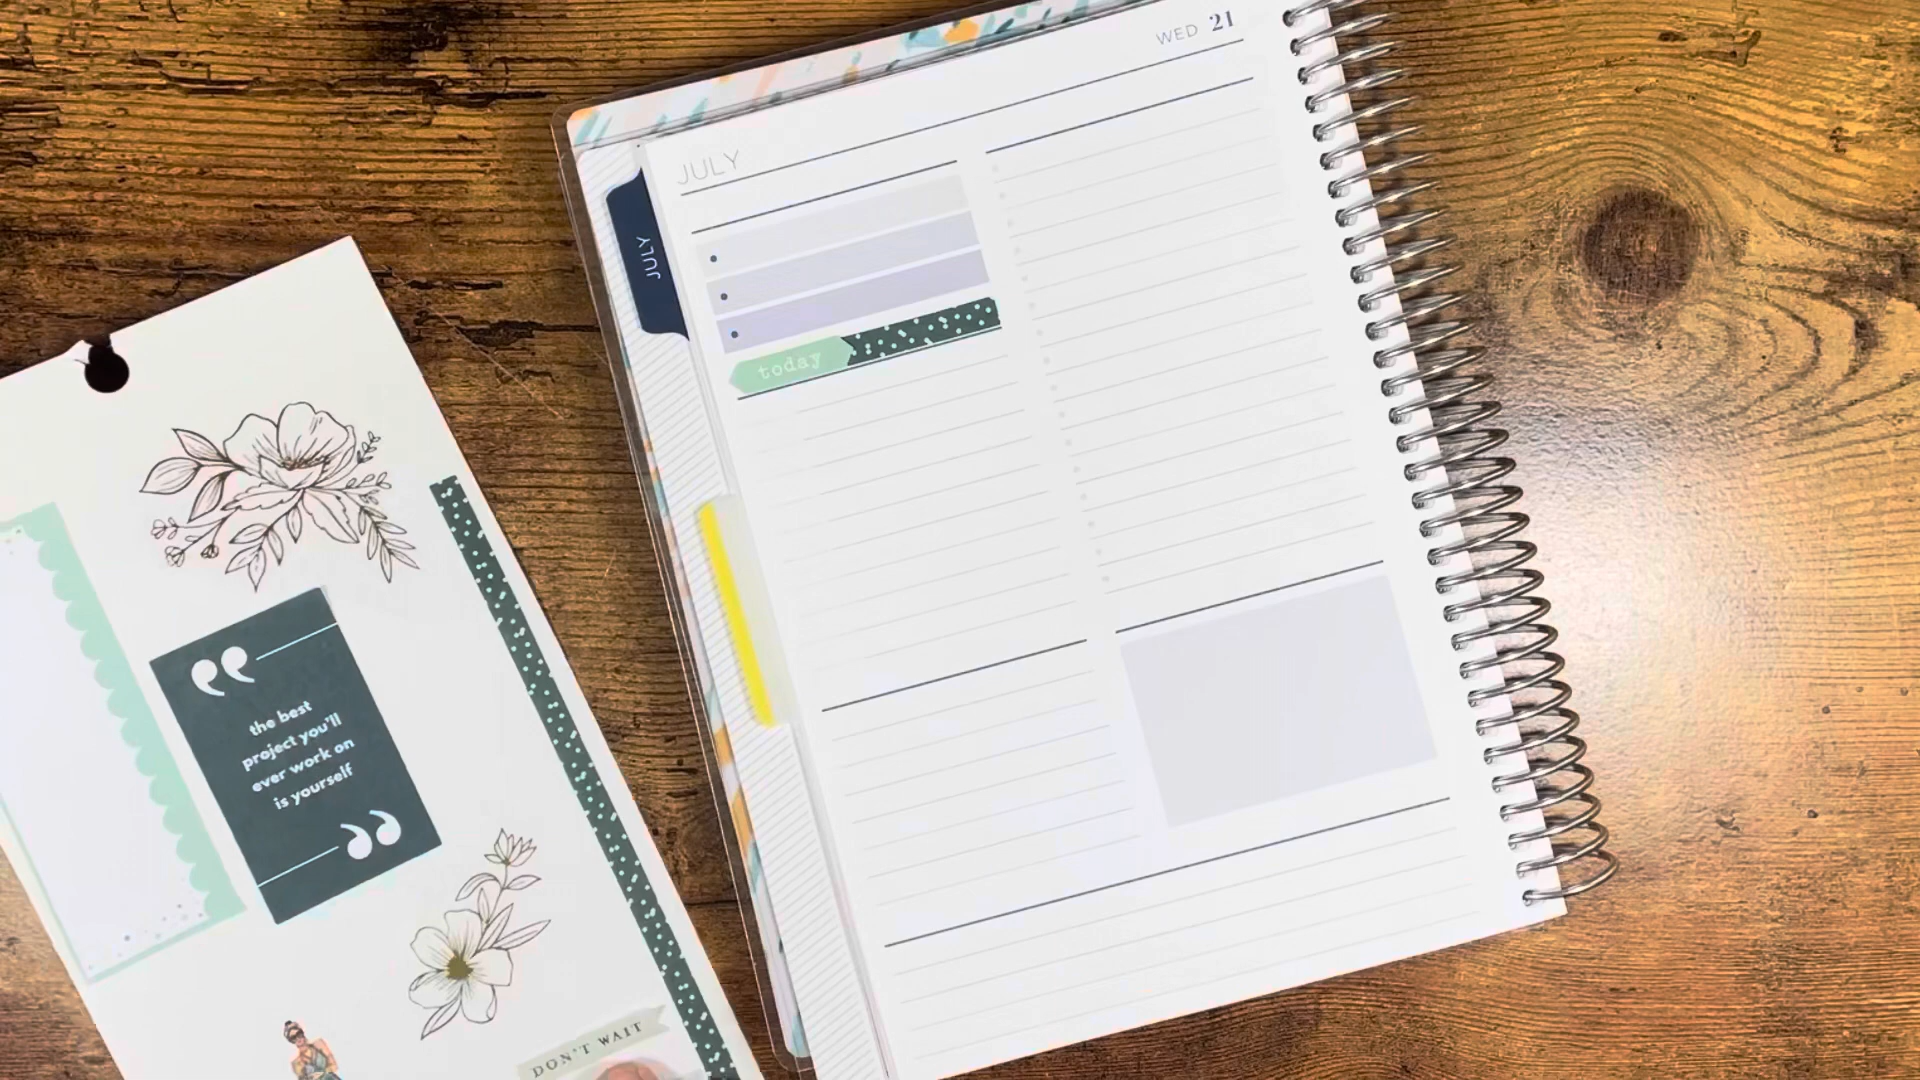 WED 21
JULY
JULY
today
the best
project you'll
ever work on
is yourself
DON'T WAIT